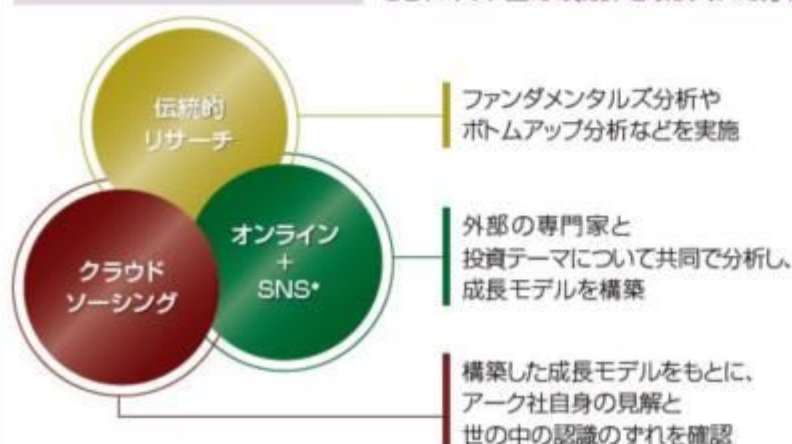 伝統的
リサーチ
ファンダメンタルズ分析や
ボトムアップ分析などを実施
オンライン
+
SNS*
外部の専門家と
投資テーマについて共同で分析し、
成長モデルを構築
クラウド
ソーシング
構築した成長モデルをもとに、
アーク社自身の見解と
世の中の認識のずれを確認